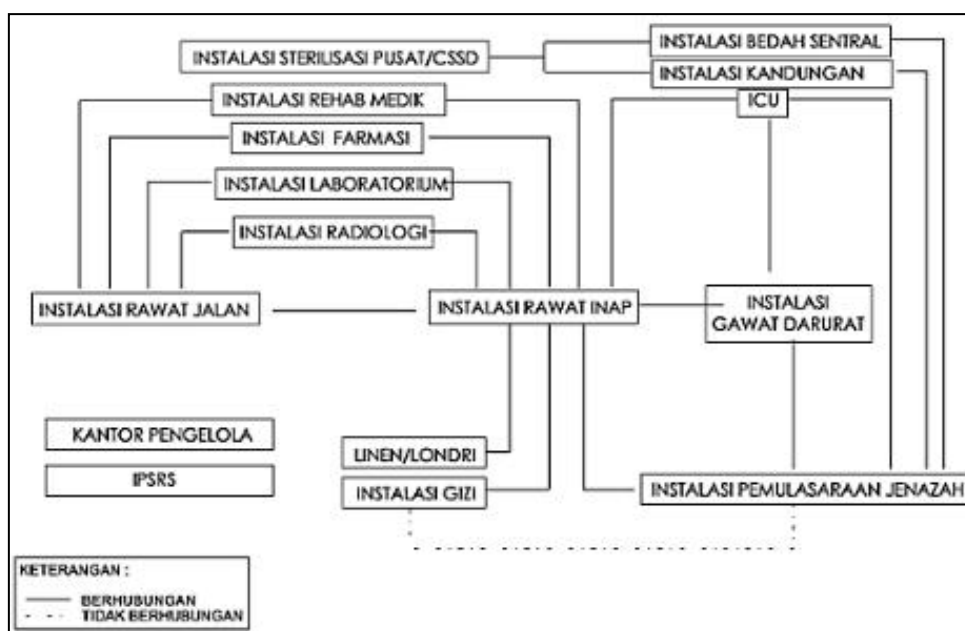 INSTALASI BEDAH SENTRAL
INSTALASI STERILISASI PUSAT/CSSD
INSTALASI KANDUNGAN
INSTALASI REHAB MEDIK
ICU
INSTALASI FARMASI
INSTALASI LABORATORIUM
INSTALASI RADIOLOGI
INSTALASI RAWAT JALAN
INSTALASI RAWAT INAP
INSTALASI
GAWAT DARURAT
KANTOR PENGELOLA
IPSRS
LINEN/LONDRI
INSTALASI GIZI
INSTALASI PEMULASARAAN JENAZAH
KETERANGAN :
BERHUBUNGAN
TIDAK BERHUBUNGAN